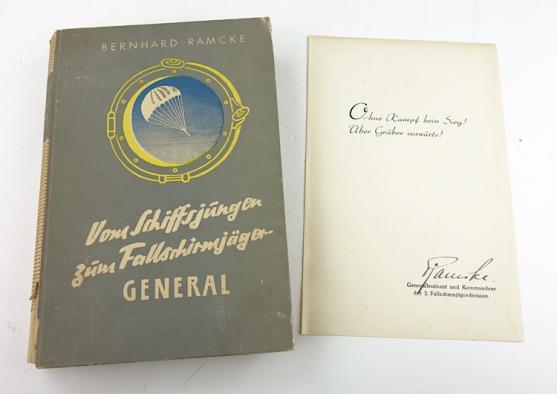 BERNHARD RAMCKE
Vom Schiffsjungen
zum Fallschirmjäger-
GENERAL
Ohne Kampf kein Sieg!
Über Gräber vorwärts!
Ramcke.
Generalleutnant und Kommandeur
der 2. Fallschirmjägerdivision.